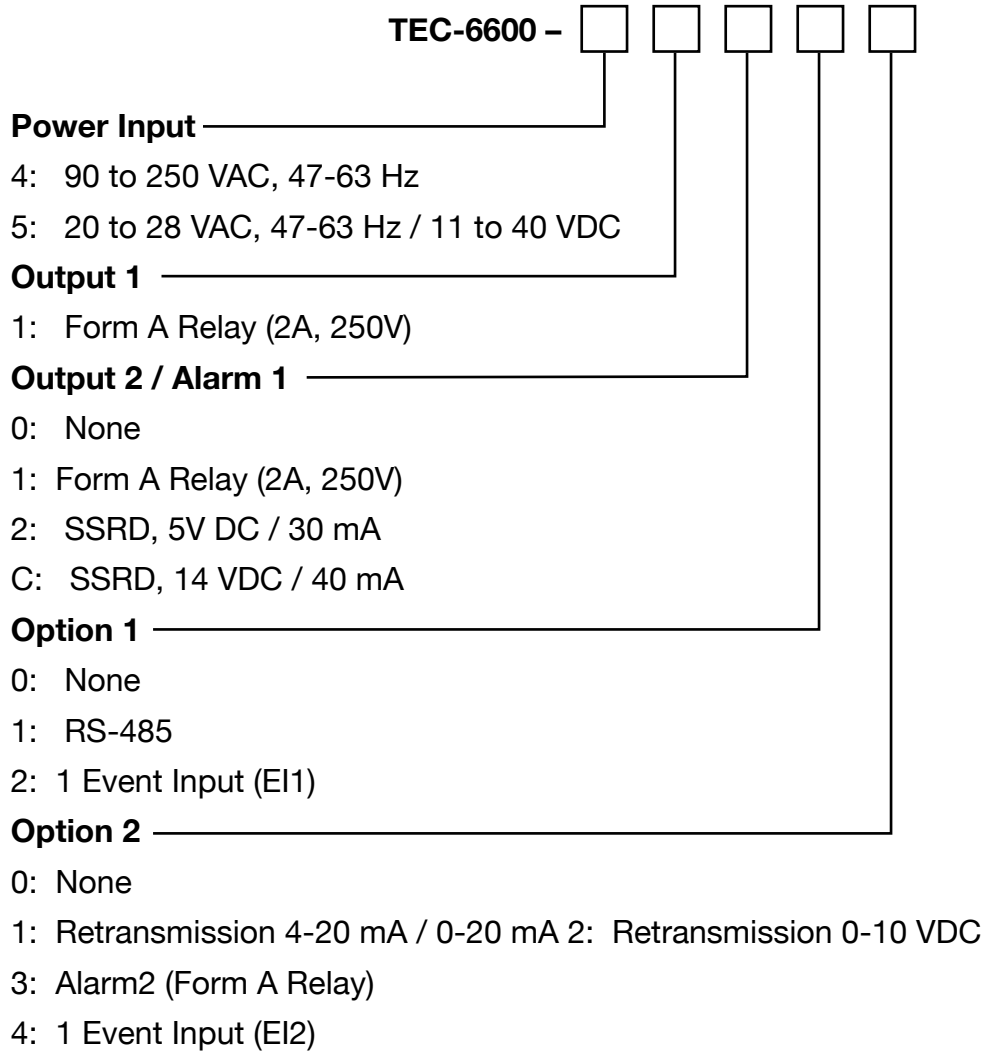 TEC-6600 –
Power Input
4: 90 to 250 VAC, 47-63 Hz
5: 20 to 28 VAC, 47-63 Hz / 11 to 40 VDC
Output 1
1: Form A Relay (2A, 250V)
Output 2 / Alarm 1
0: None
1: Form A Relay (2A, 250V)
2: SSRD, 5V DC / 30 mA
C: SSRD, 14 VDC / 40 mA
Option 1
0: None
1: RS-485
2: 1 Event Input (EI1)
Option 2
0: None
1: Retransmission 4-20 mA / 0-20 mA 2: Retransmission 0-10 VDC
3: Alarm2 (Form A Relay)
4: 1 Event Input (EI2)